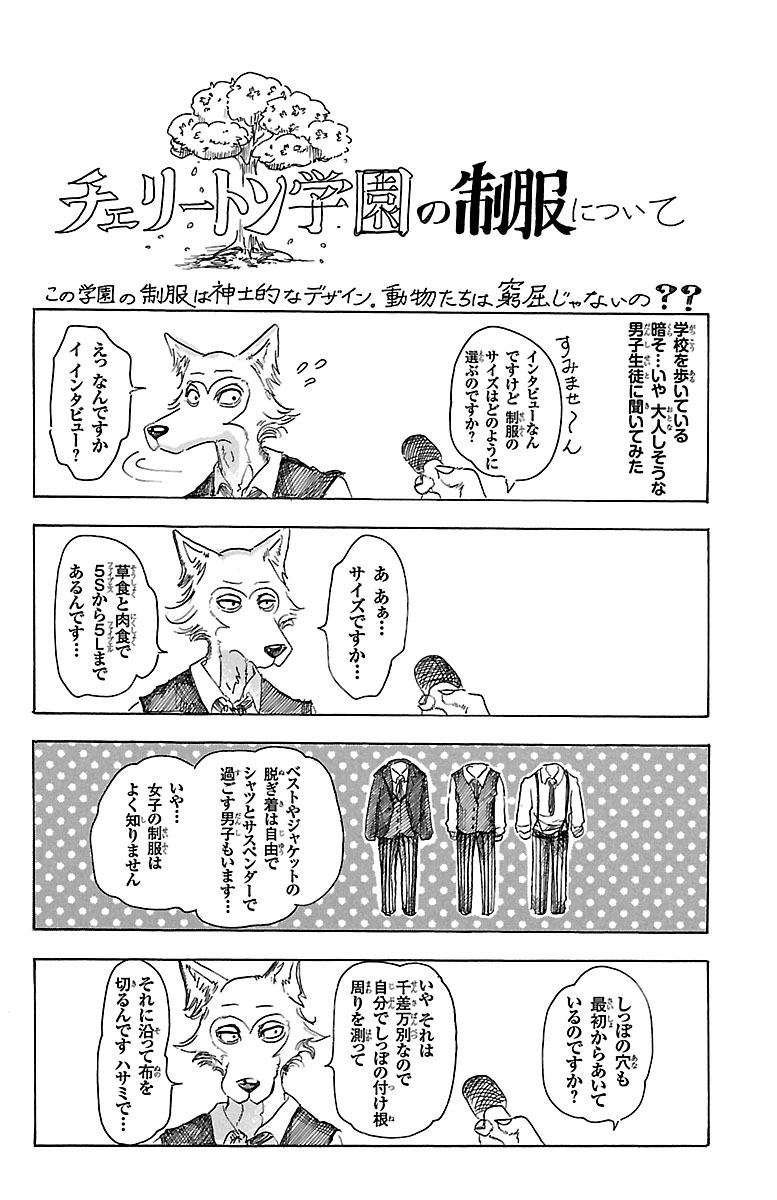 チェリートン学園の制服について
この学園の制服は紳士的なデザイン。動物たちは窮屈じゃないの??
学校を歩いている
暗そ…いや 大人しそうな
男子生徒に聞いてみた
すみませ〜ん
インタビューなん
ですけど 制服の
サイズはどのように
選ぶのですか?
えっ なんですか
イ インタビュー?
あ あぁ…
サイズですか…
草食と肉食で
5Sから5Lまで
あるんです…
ベストやジャケットの
脱ぎ着は自由で
シャツとサスペンダーで
過ごす男子もいます…
いや…
女子の制服は
よく知りません
しっぽの穴も
最初からあいて
いるのですか?
いや それは
千差万別なので
自分でしっぽの付け根
周りを測って
それに沿って布を
切るんです ハサミで…